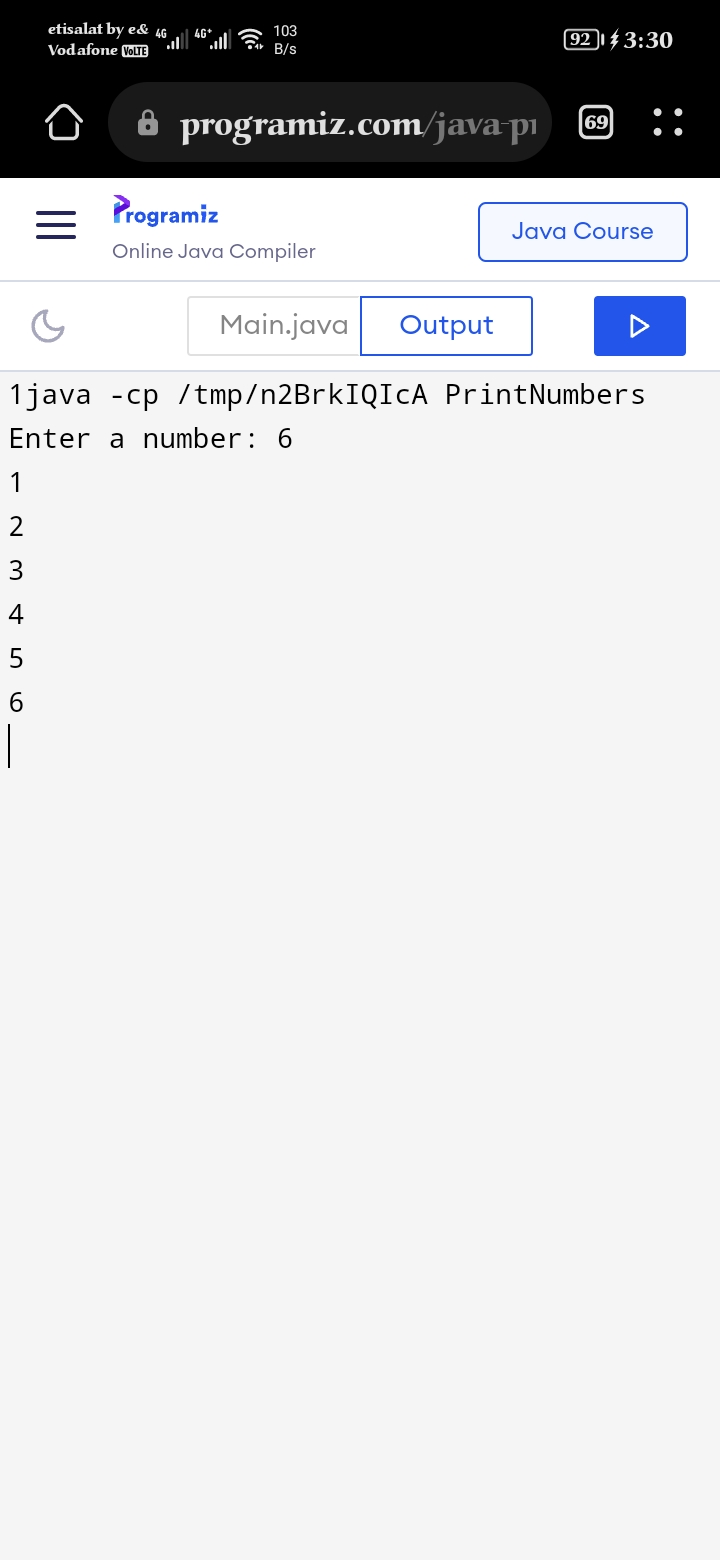 etisalat by e&
Vodafone VoLTE
4G 4G+ 103 B/s
92 3:30
programiz.com/java-pr
69
Programiz
Online Java Compiler
Java Course
Main.java Output
1java -cp /tmp/n2BrkIQIcA PrintNumbers
Enter a number: 6
1
2
3
4
5
6